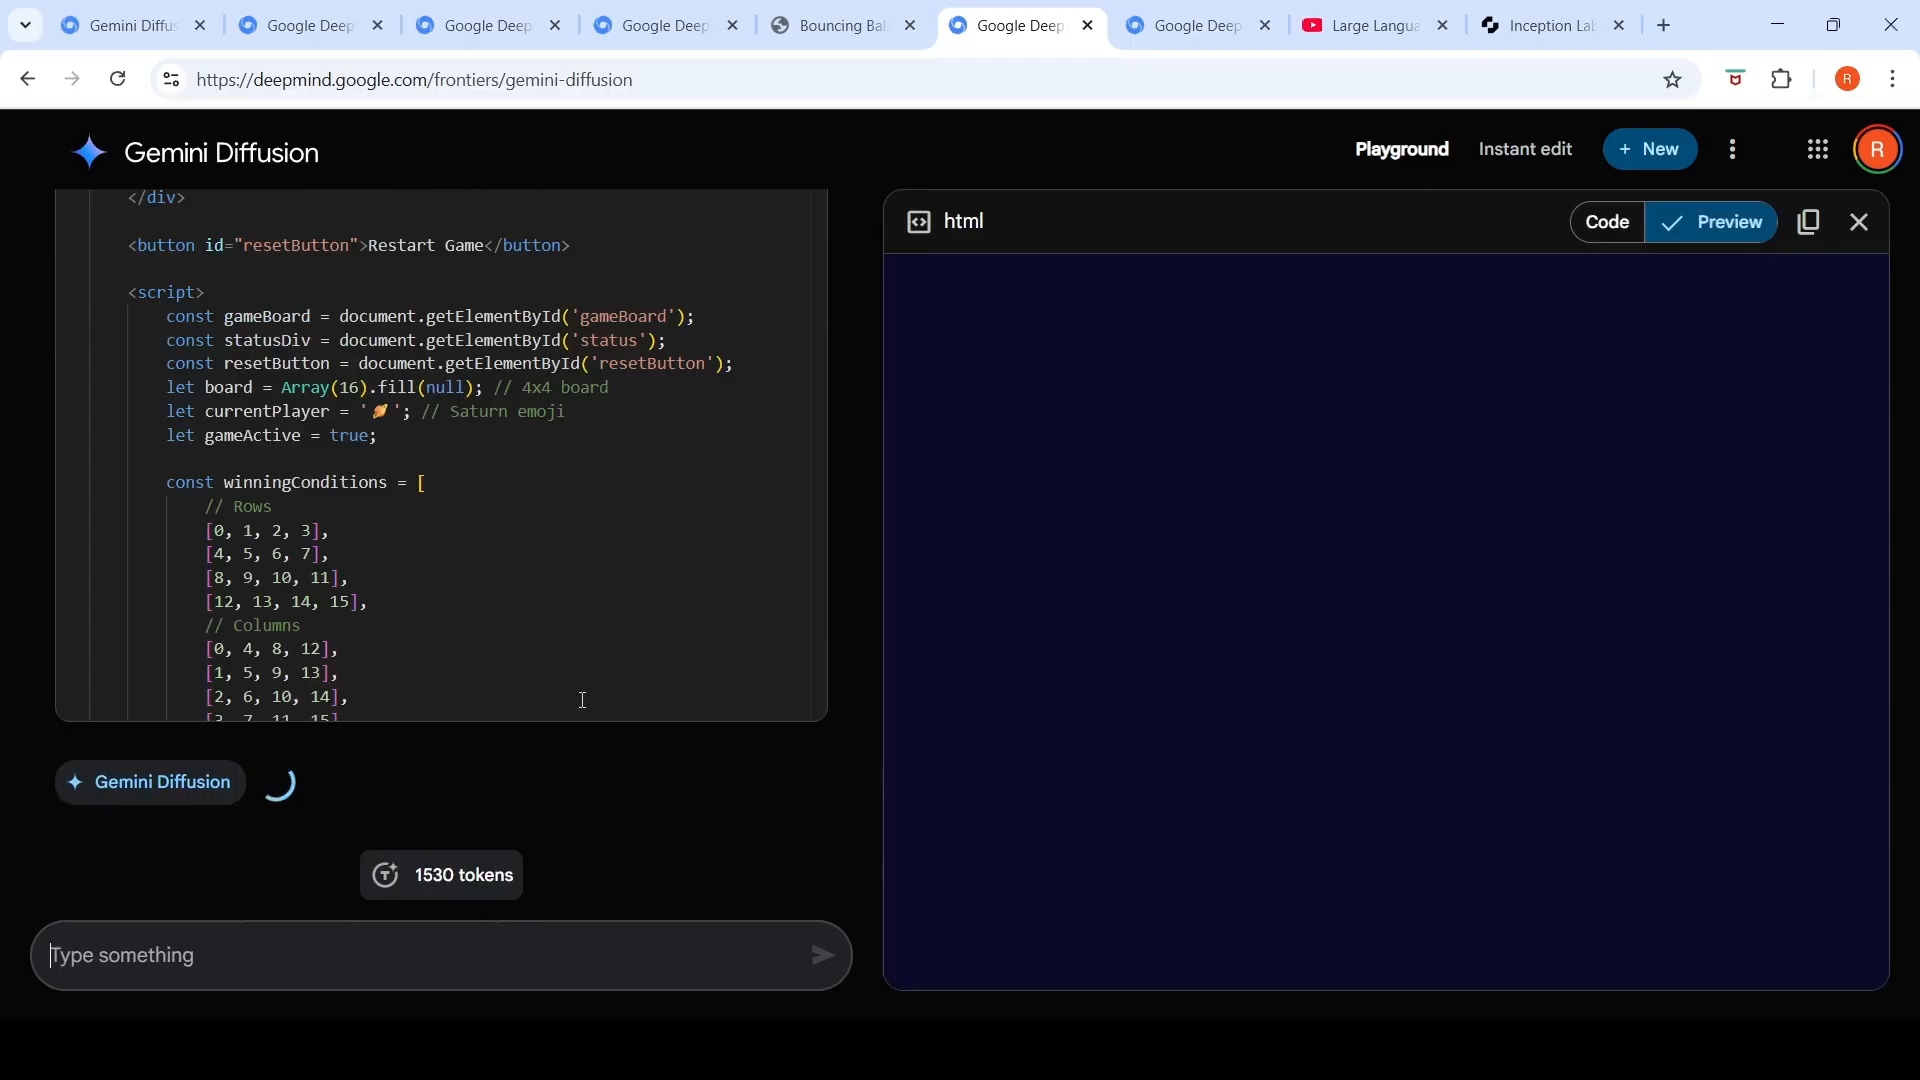 Gemini Diffus
Google Deep
Google Deep
Google Deep
Bouncing Bal
Google Deep
Google Deep
Large Langua
Inception Lab
https://deepmind.google.com/frontiers/gemini-diffusion
R
Gemini Diffusion
Playground
Instant edit
+ New
R
</div>
<button id="resetButton">Restart Game</button>
<script>
const gameBoard = document.getElementById('gameBoard');
const statusDiv = document.getElementById('status');
const resetButton = document.getElementById('resetButton');
let board = Array(16).fill(null); // 4x4 board
let currentPlayer = '🪐'; // Saturn emoji
let gameActive = true;
const winningConditions = [
// Rows
[0, 1, 2, 3],
[4, 5, 6, 7],
[8, 9, 10, 11],
[12, 13, 14, 15],
// Columns
[0, 4, 8, 12],
[1, 5, 9, 13],
[2, 6, 10, 14],
[3, 7, 11, 15]
html
Code
Preview
Gemini Diffusion
1530 tokens
Type something